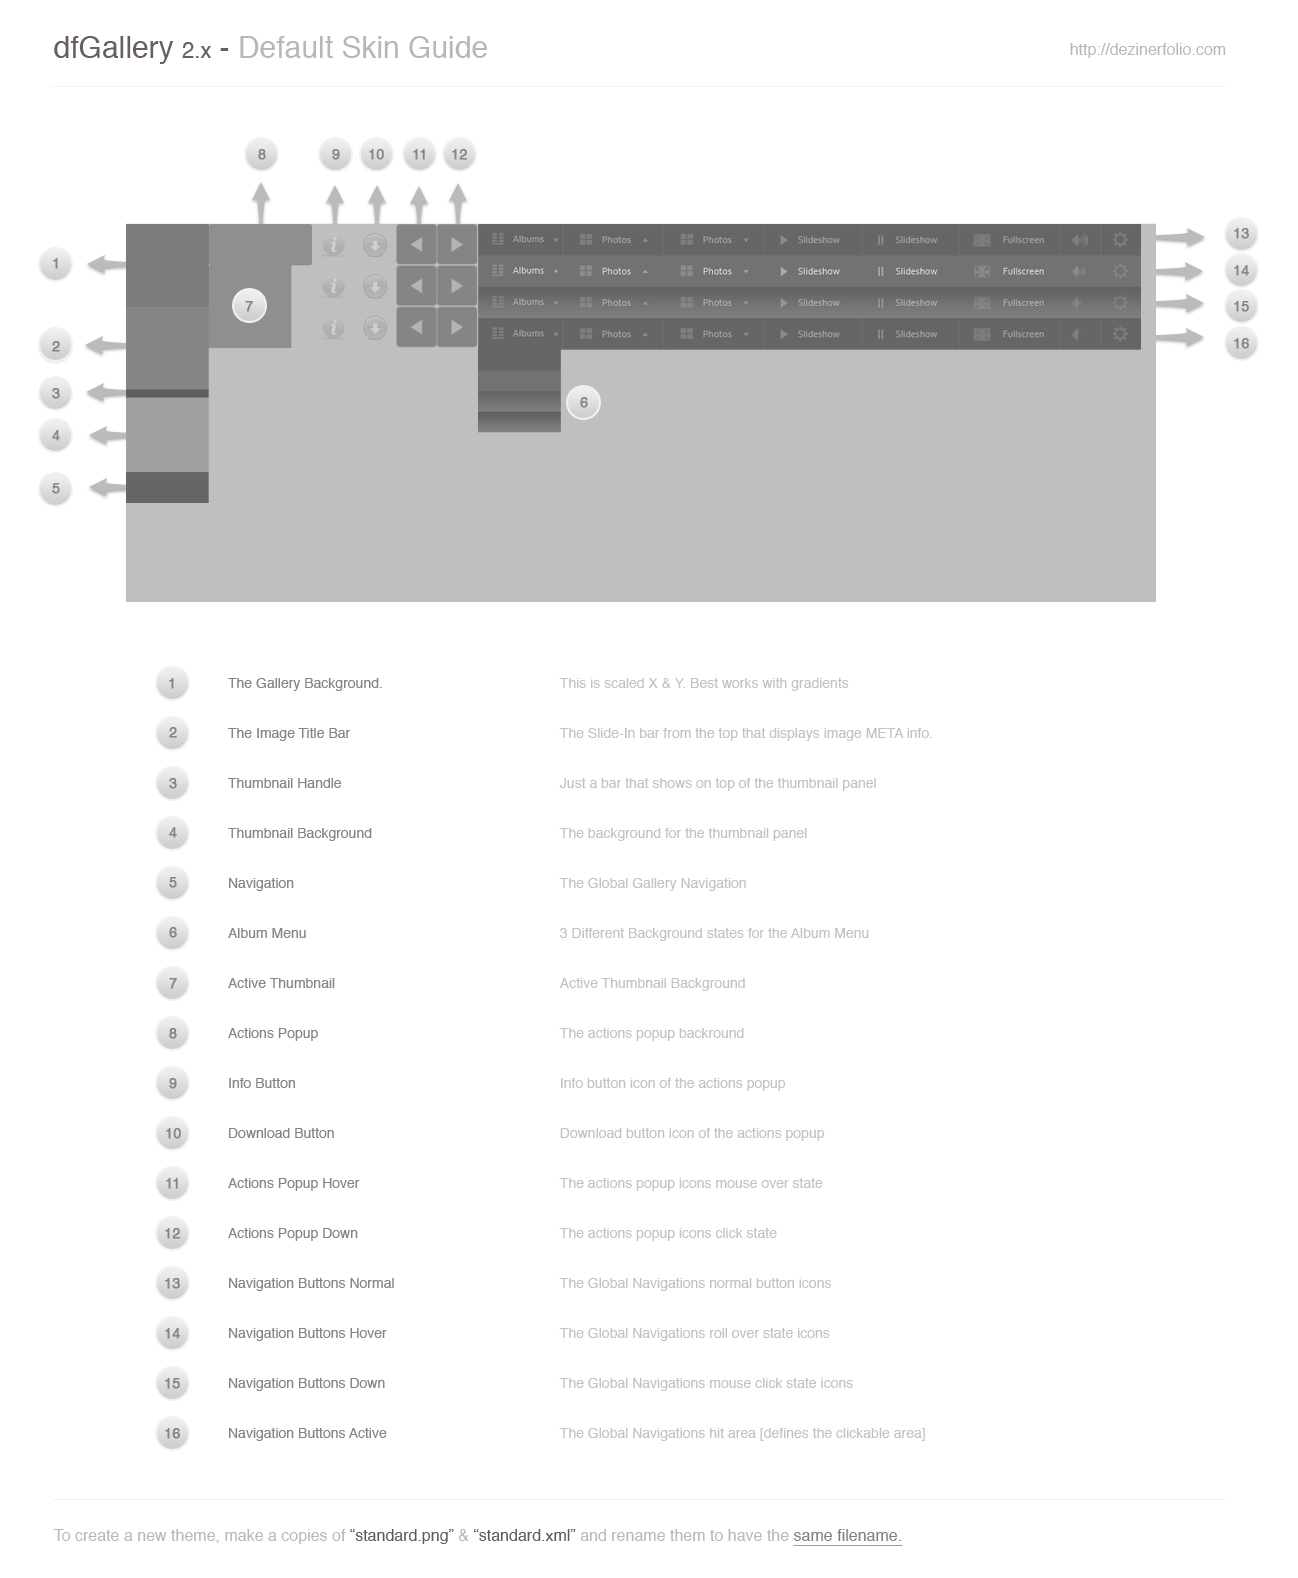 dfGallery 2.x - Default Skin Guide
http://dezinerfolio.com
8 9 10 11 12
Albums Photos Photos Slideshow Slideshow Fullscreen 13
Albums Photos Photos Slideshow Slideshow Fullscreen 14
1
7
Albums Photos Photos Slideshow Slideshow Fullscreen 15
Albums Photos Photos Slideshow Slideshow Fullscreen 16
2
3
6
4
5
1 The Gallery Background. This is scaled X & Y. Best works with gradients
2 The Image Title Bar The Slide-In bar from the top that displays image META info.
3 Thumbnail Handle Just a bar that shows on top of the thumbnail panel
4 Thumbnail Background The background for the thumbnail panel
5 Navigation The Global Gallery Navigation
6 Album Menu 3 Different Background states for the Album Menu
7 Active Thumbnail Active Thumbnail Background
8 Actions Popup The actions popup backround
9 Info Button Info button icon of the actions popup
10 Download Button Download button icon of the actions popup
11 Actions Popup Hover The actions popup icons mouse over state
12 Actions Popup Down The actions popup icons click state
13 Navigation Buttons Normal The Global Navigations normal button icons
14 Navigation Buttons Hover The Global Navigations roll over state icons
15 Navigation Buttons Down The Global Navigations mouse click state icons
16 Navigation Buttons Active The Global Navigations hit area [defines the clickable area]
To create a new theme, make a copies of “standard.png” & “standard.xml” and rename them to have the same filename.